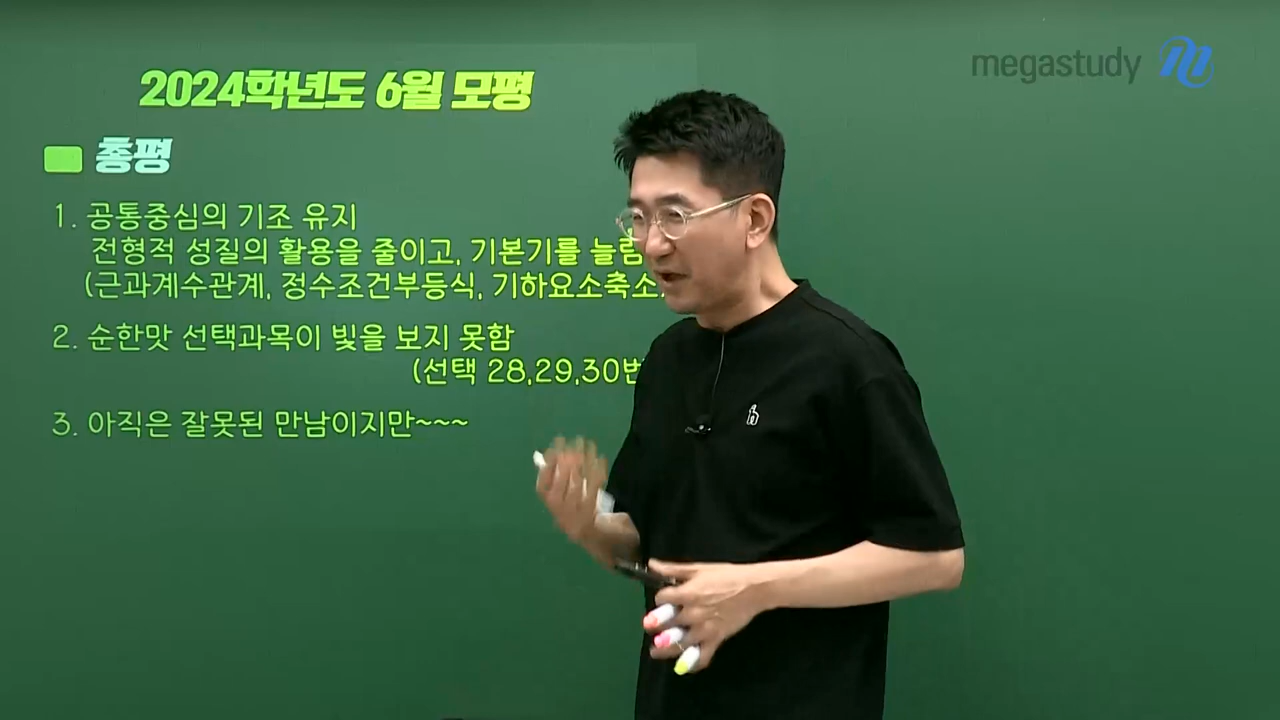 megastudy
2024학년도 6월 모평
총평
1. 공통중심의 기조 유지
전형적 성질의 활용을 줄이고, 기본기를 늘림
(근과계수관계, 정수조건부등식, 기하요소축소
2. 순한맛 선택과목이 빛을 보지 못함
(선택 28,29,30번
3. 아직은 잘못된 만남이지만~~~